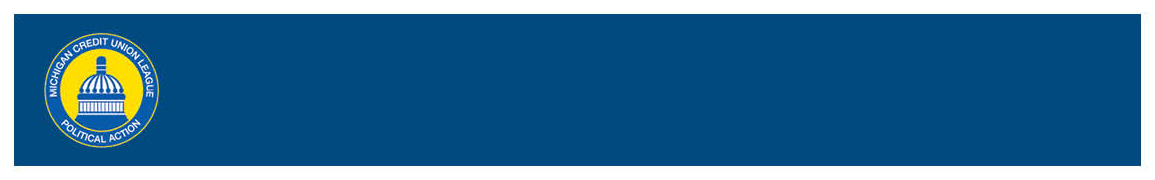 MICHIGAN CREDIT UNION LEAGUE
POLITICAL ACTION